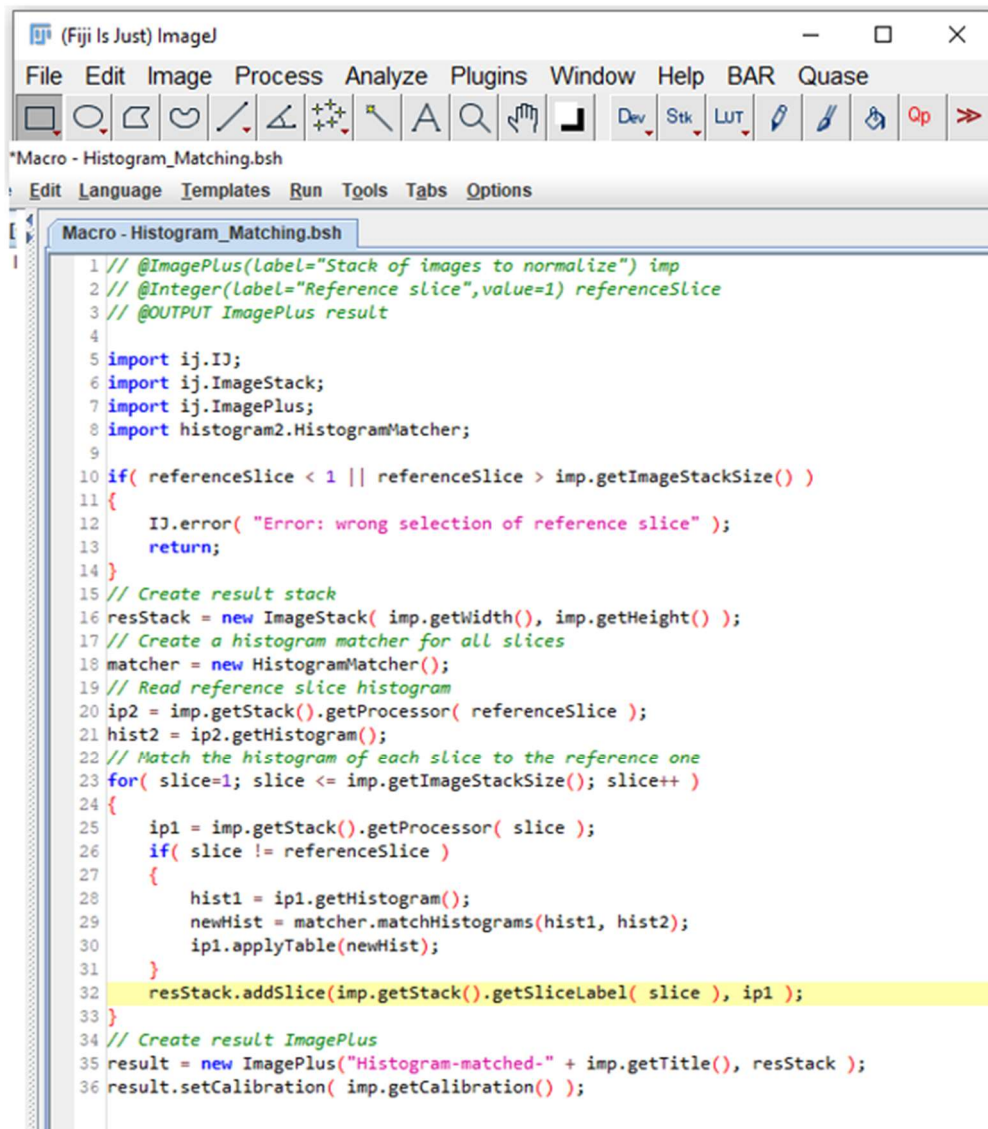 (Fiji Is Just) ImageJ
File Edit Image Process Analyze Plugins Window Help BAR Quase
A Dev Stk LUT Qp >>
*Macro - Histogram_Matching.bsh
Edit Language Templates Run Tools Tabs Options
Macro - Histogram_Matching.bsh
1 // @ImagePlus(label="Stack of images to normalize") imp
2 // @Integer(label="Reference slice",value=1) referenceSlice
3 // @OUTPUT ImagePlus result
4
5 import ij.IJ;
6 import ij.ImageStack;
7 import ij.ImagePlus;
8 import histogram2.HistogramMatcher;
9
10 if( referenceSlice < 1 || referenceSlice > imp.getImageStackSize() )
11 {
12     IJ.error( "Error: wrong selection of reference slice" );
13     return;
14 }
15 // Create result stack
16 resStack = new ImageStack( imp.getWidth(), imp.getHeight() );
17 // Create a histogram matcher for all slices
18 matcher = new HistogramMatcher();
19 // Read reference slice histogram
20 ip2 = imp.getStack().getProcessor( referenceSlice );
21 hist2 = ip2.getHistogram();
22 // Match the histogram of each slice to the reference one
23 for( slice=1; slice <= imp.getImageStackSize(); slice++ )
24 {
25     ip1 = imp.getStack().getProcessor( slice );
26     if( slice != referenceSlice )
27     {
28         hist1 = ip1.getHistogram();
29         newHist = matcher.matchHistograms(hist1, hist2);
30         ip1.applyTable(newHist);
31     }
32     resStack.addSlice(imp.getStack().getSliceLabel( slice ), ip1 );
33 }
34 // Create result ImagePlus
35 result = new ImagePlus("Histogram-matched-" + imp.getTitle(), resStack );
36 result.setCalibration( imp.getCalibration() );